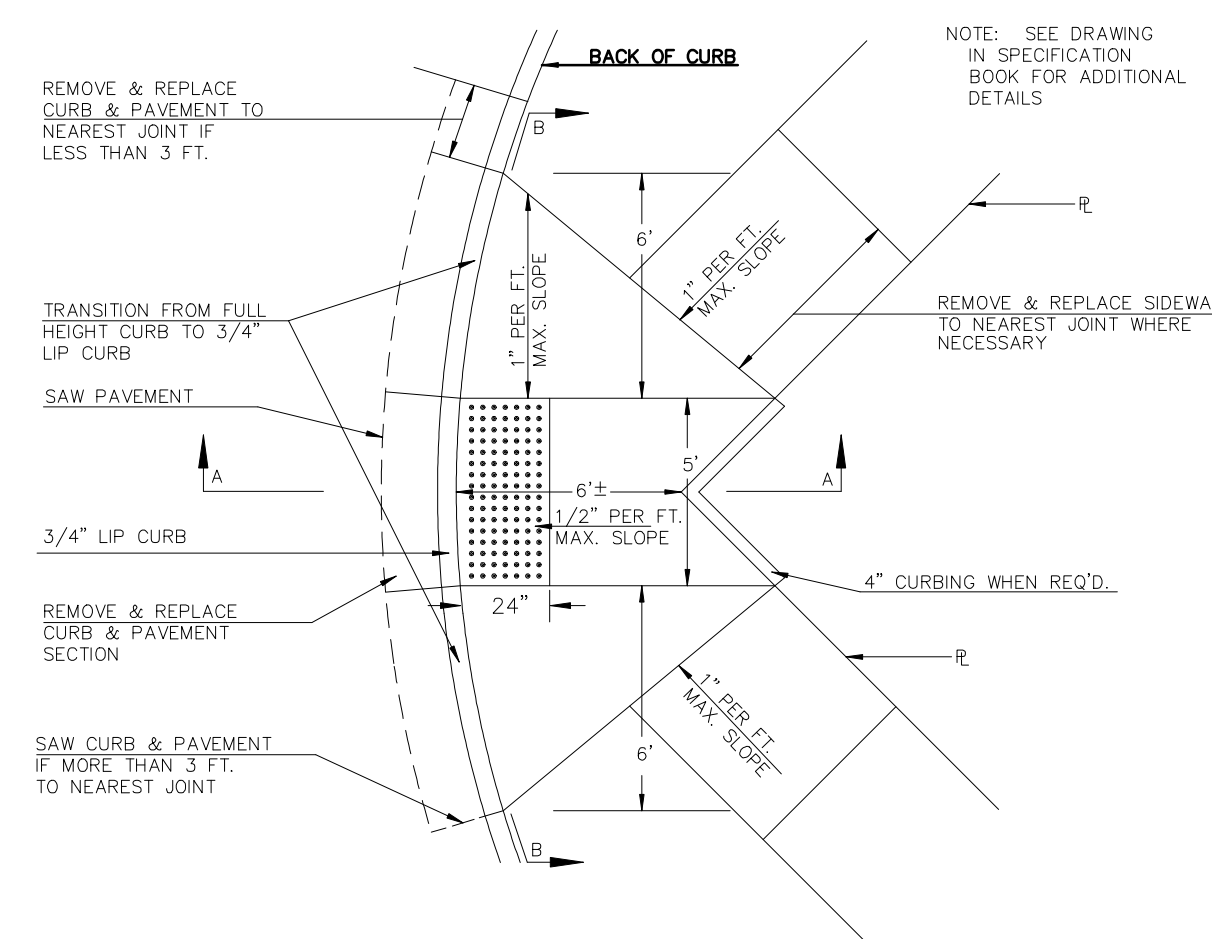 NOTE: SEE DRAWING
IN SPECIFICATION
BOOK FOR ADDITIONAL
DETAILS
BACK OF CURB
REMOVE & REPLACE
CURB & PAVEMENT TO
NEAREST JOINT IF
LESS THAN 3 FT.
B
6'
1" PER FT.
MAX. SLOPE
1" PER FT.
MAX. SLOPE
PL
REMOVE & REPLACE SIDEWA
TO NEAREST JOINT WHERE
NECESSARY
TRANSITION FROM FULL
HEIGHT CURB TO 3/4"
LIP CURB
SAW PAVEMENT
A
5'
A
6'±
1/2" PER FT.
MAX. SLOPE
3/4" LIP CURB
4" CURBING WHEN REQ'D.
24"
REMOVE & REPLACE
CURB & PAVEMENT
SECTION
PL
1" PER FT.
MAX. SLOPE
6'
SAW CURB & PAVEMENT
IF MORE THAN 3 FT.
TO NEAREST JOINT
B